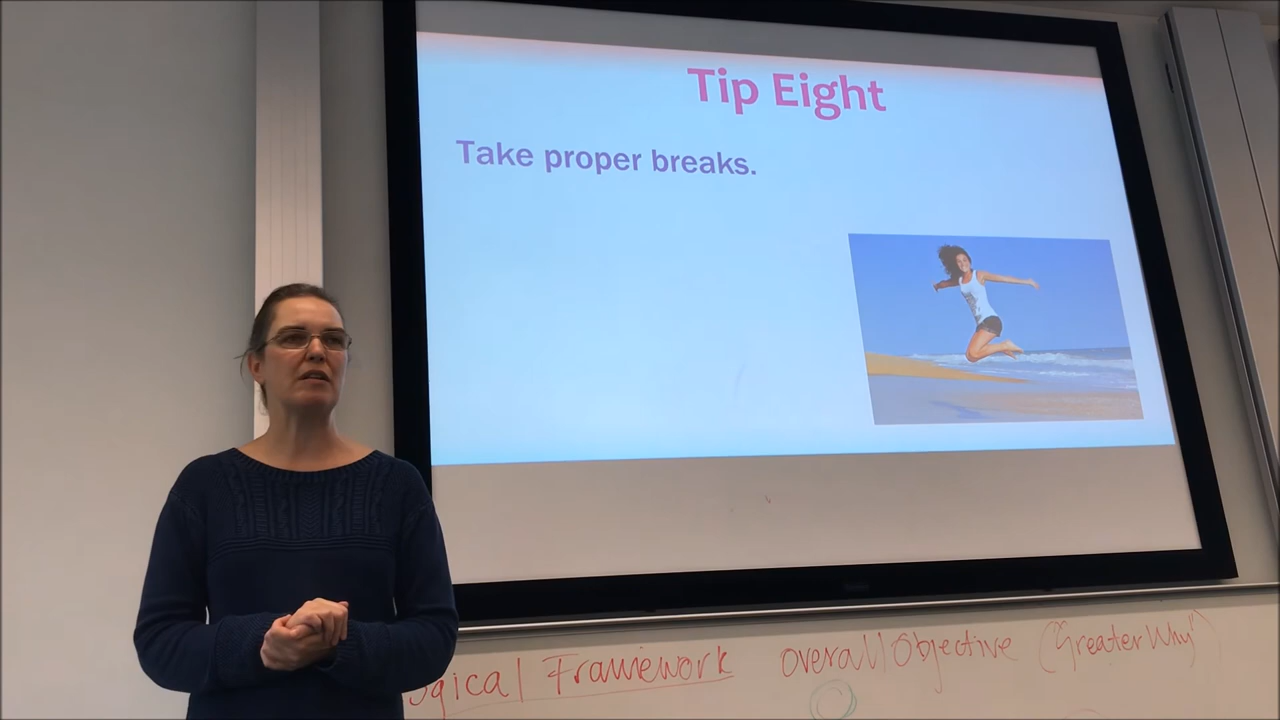 Tip Eight
Take proper breaks.
ogical Framework overall Objective ("Greater Why")